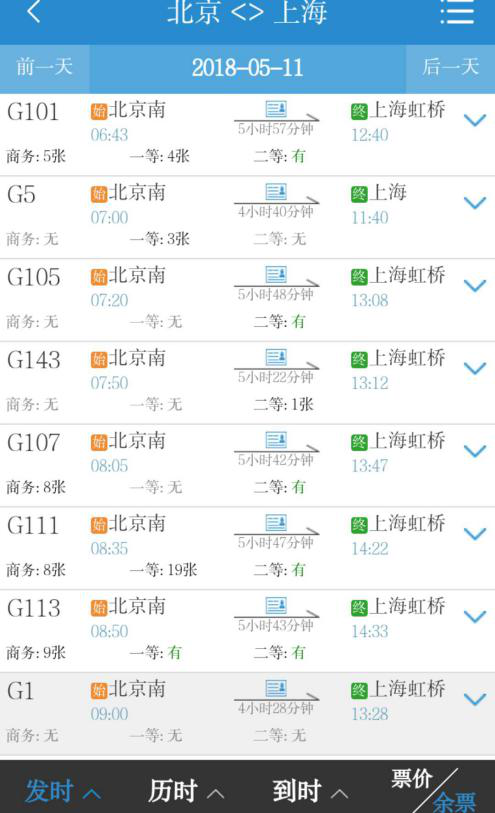 北京 <> 上海
前一天 2018-05-11 后一天
G101 始北京南 终上海虹桥
06:43 5小时57分钟 12:40
商务: 5张 一等: 4张 二等: 有
G5 始北京南 终上海
07:00 4小时40分钟 11:40
商务: 无 一等: 3张 二等: 无
G105 始北京南 终上海虹桥
07:20 5小时48分钟 13:08
商务: 无 一等: 无 二等: 有
G143 始北京南 终上海虹桥
07:50 5小时22分钟 13:12
商务: 无 一等: 无 二等: 1张
G107 始北京南 终上海虹桥
08:05 5小时42分钟 13:47
商务: 8张 一等: 无 二等: 有
G111 始北京南 终上海虹桥
08:35 5小时47分钟 14:22
商务: 8张 一等: 19张 二等: 有
G113 始北京南 终上海虹桥
08:50 5小时43分钟 14:33
商务: 9张 一等: 有 二等: 有
G1 始北京南 终上海虹桥
09:00 4小时28分钟 13:28
商务: 无 一等: 无 二等: 无
发时 历时 到时 票价/余票